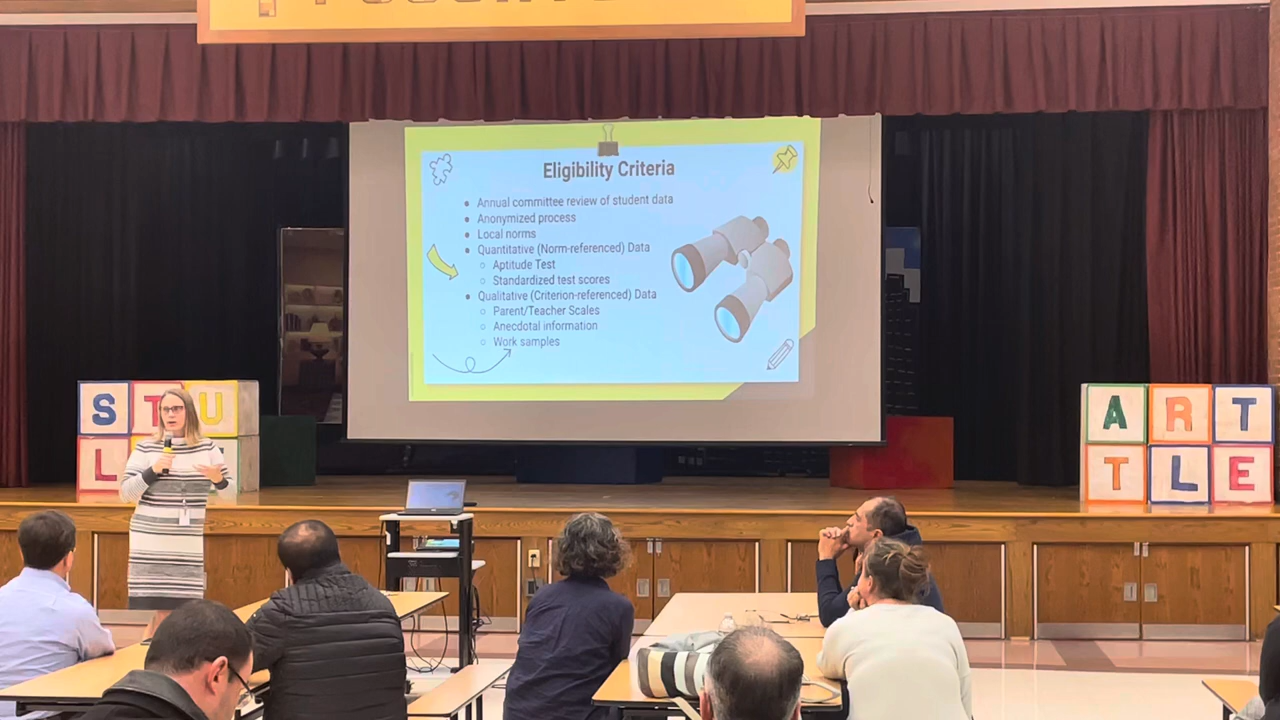 Eligibility Criteria
Annual committee review of student data
Anonymized process
Local norms
Quantitative (Norm-referenced) Data
Aptitude Test
Standardized test scores
Qualitative (Criterion-referenced) Data
Parent/Teacher Scales
Anecdotal information
Work samples
S T U
L
A R T
T L E